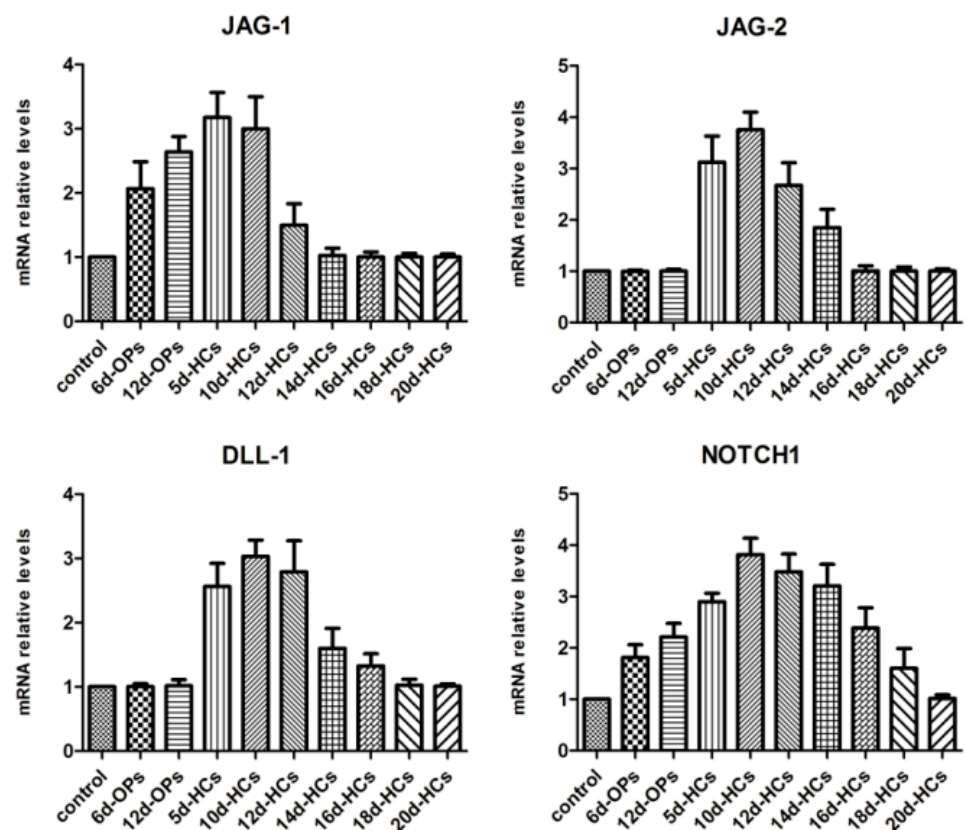 JAG-1
mRNA relative levels
4
3
2
1
0
control
6d-OPs
12d-OPs
5d-HCs
10d-HCs
12d-HCs
14d-HCs
16d-HCs
18d-HCs
20d-HCs
JAG-2
mRNA relative levels
5
4
3
2
1
0
control
6d-OPs
12d-OPs
5d-HCs
10d-HCs
12d-HCs
14d-HCs
16d-HCs
18d-HCs
20d-HCs
DLL-1
mRNA relative levels
4
3
2
1
0
control
6d-OPs
12d-OPs
5d-HCs
10d-HCs
12d-HCs
14d-HCs
16d-HCs
18d-HCs
20d-HCs
NOTCH1
mRNA relative levels
5
4
3
2
1
0
control
6d-OPs
12d-OPs
5d-HCs
10d-HCs
12d-HCs
14d-HCs
16d-HCs
18d-HCs
20d-HCs